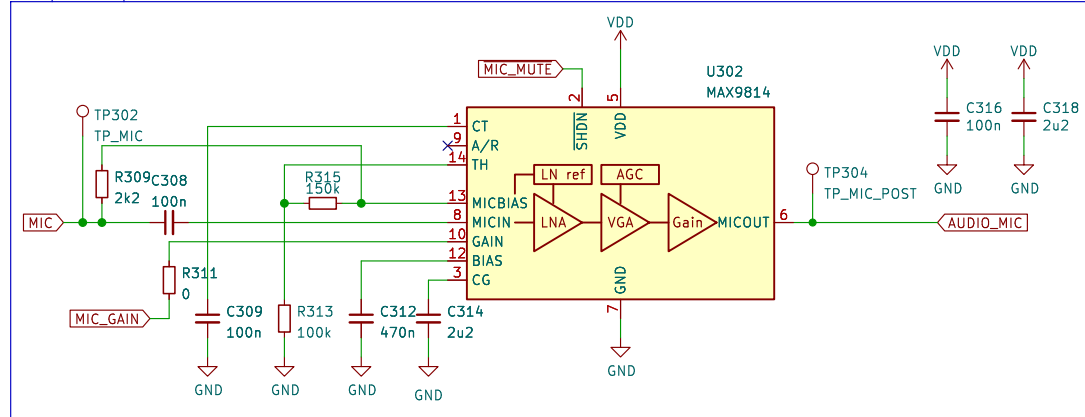 VDD
MIC_MUTE
U302
MAX9814
VDD
VDD
TP302
TP_MIC
1
CT
2
SHDN
5
VDD
C316
100n
C318
2u2
9
A/R
14
TH
R309
2k2
C308
100n
R315
150k
LN ref
AGC
TP304
TP_MIC_POST
GND
GND
13
MICBIAS
MIC
8
MICIN
LNA
VGA
Gain
MICOUT
6
AUDIO_MIC
10
GAIN
12
BIAS
R311
0
3
CG
GND
7
MIC_GAIN
C309
100n
R313
100k
C312
470n
C314
2u2
GND
GND
GND
GND
GND